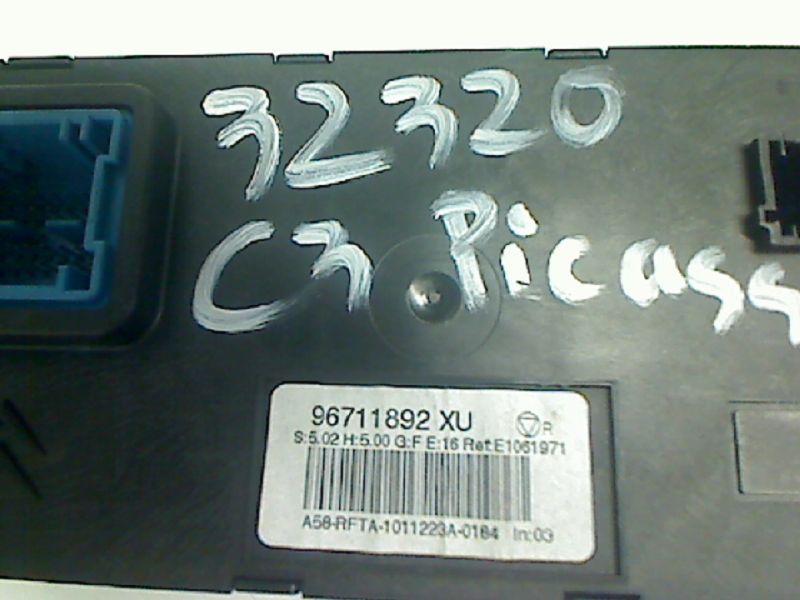 32320
C3 Picass
96711892 XU
R
S:5.02 H:5.00 G:F E:16 Ref:E1061971
A58-RFTA-1011223A-0184 In:03